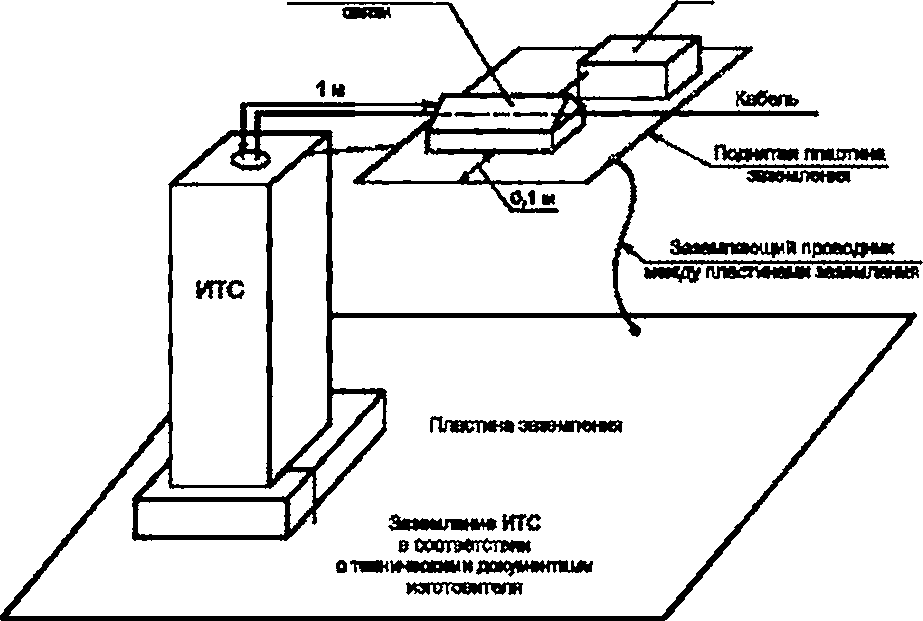 связи
1 м
Кабель
Поднятая пластина
заземления
0,1 м
Заземляющий проводник
между пластинами заземления
ИТС
Пластина заземления
Заземление ИТС
в соответствии
с техническими документами
изготовителя